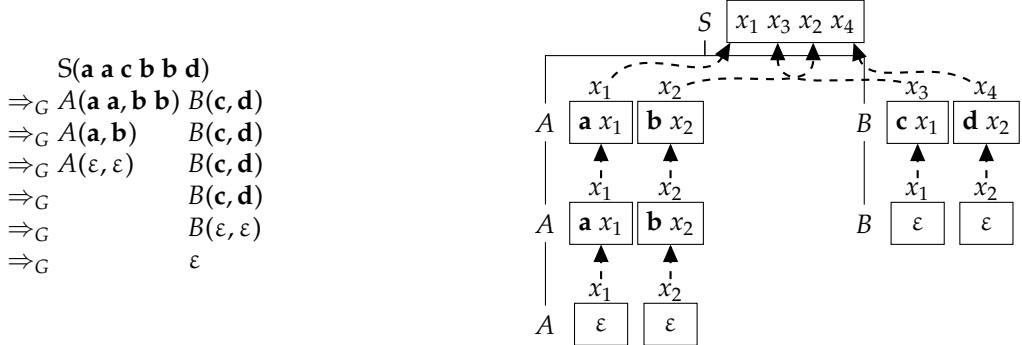 S(a a c b b d)
⇒G A(a a, b b) B(c, d)
⇒G A(a, b) B(c, d)
⇒G A(ε, ε) B(c, d)
⇒G B(c, d)
⇒G B(ε, ε)
⇒G ε
S x1 x3 x2 x4
x1 x2 x3 x4
A a x1 b x2 B c x1 d x2
x1 x2 x1 x2
A a x1 b x2 B ε ε
x1 x2
A ε ε